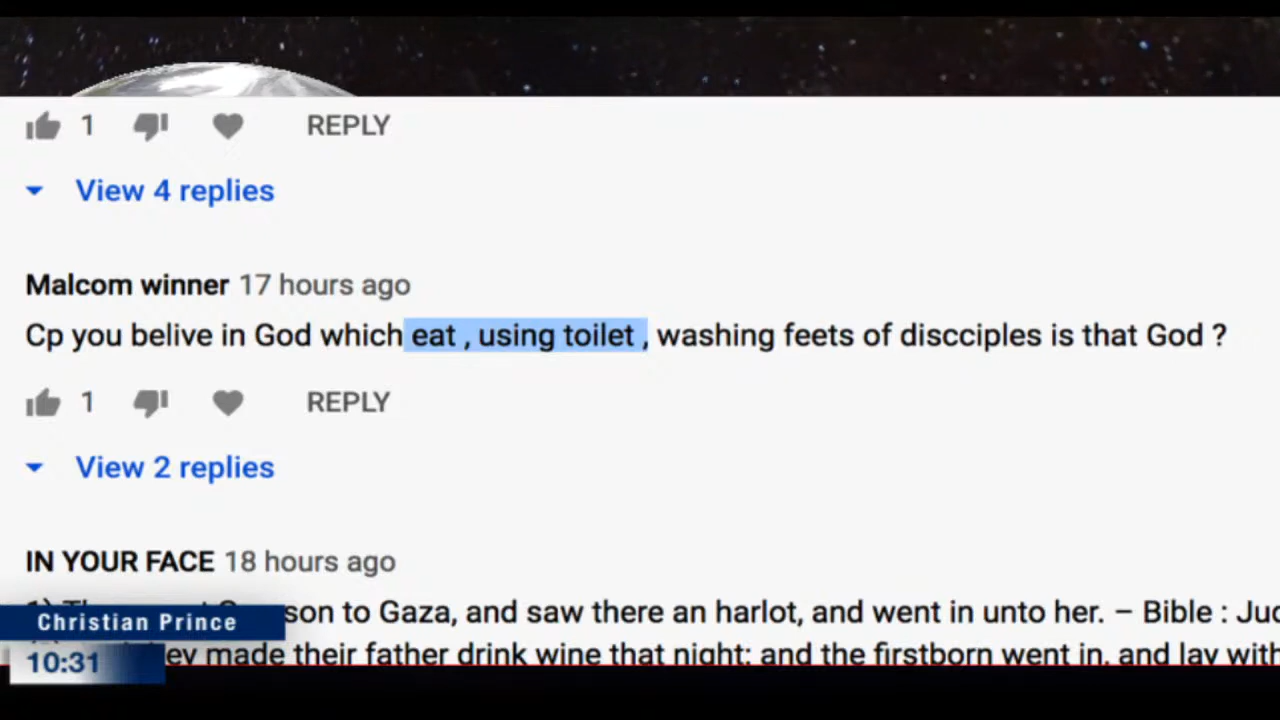 1 REPLY
View 4 replies
Malcom winner 17 hours ago
Cp you belive in God which eat , using toilet , washing feets of discciples is that God ?
1 REPLY
View 2 replies
IN YOUR FACE 18 hours ago
son to Gaza, and saw there an harlot, and went in unto her. – Bible : Jud
Christian Prince
made their father drink wine that night: and the firstborn went in, and lay with
10:31